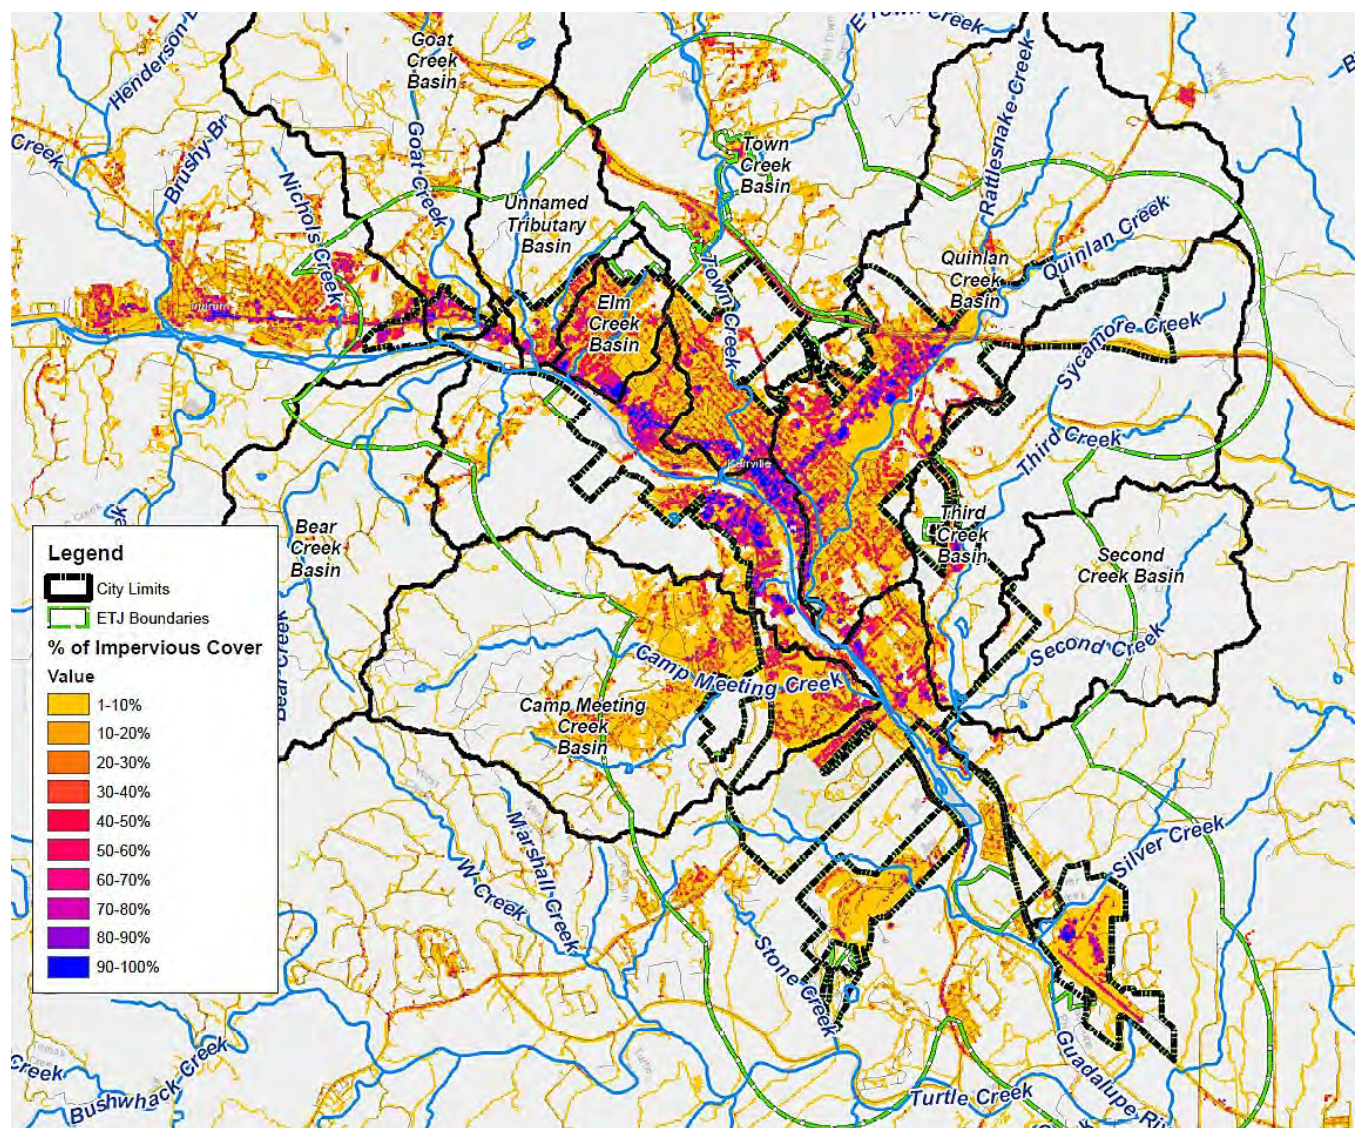 Henderson B
Goat
Creek
Basin
E Town Creek
Rattlesnake Creek
Creek
Brushy Br
Goat Creek
Nichols Creek
Unnamed
Tributary
Basin
Town
Creek
Basin
Quinlan Creek
Quinlan
Creek
Basin
Town Creek
Elm
Creek
Basin
Sycamore Creek
Third Creek
Kerrville
Third
Creek
Basin
Second
Creek Basin
Bear
Creek
Basin
Second Creek
Bear Creek
Camp Meeting Creek
Camp Meeting
Creek
Basin
Legend
City Limits
ETJ Boundaries
% of Impervious Cover
Value
1-10%
10-20%
20-30%
30-40%
40-50%
50-60%
60-70%
70-80%
80-90%
90-100%
Marshall Creek
W Creek
Silver Creek
Stone Creek
Guadalupe Riv
Turtle Creek
Creek
Bushwhack Creek